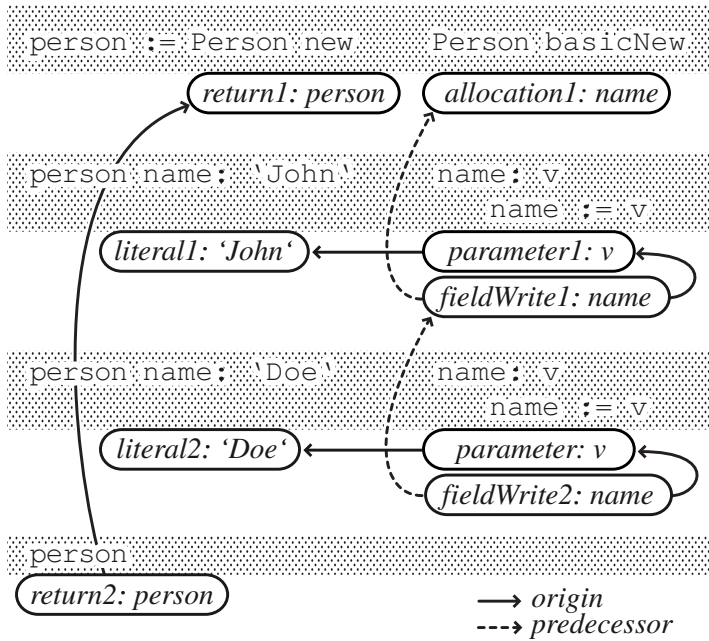 person := Person new Person basicNew
return1: person allocation1: name
person name: 'John' name: v
name := v
literal1: ‘John‘ parameter1: v
fieldWrite1: name
person name: 'Doe' name: v
name := v
literal2: ‘Doe‘ parameter: v
fieldWrite2: name
person
return2: person
origin
predecessor